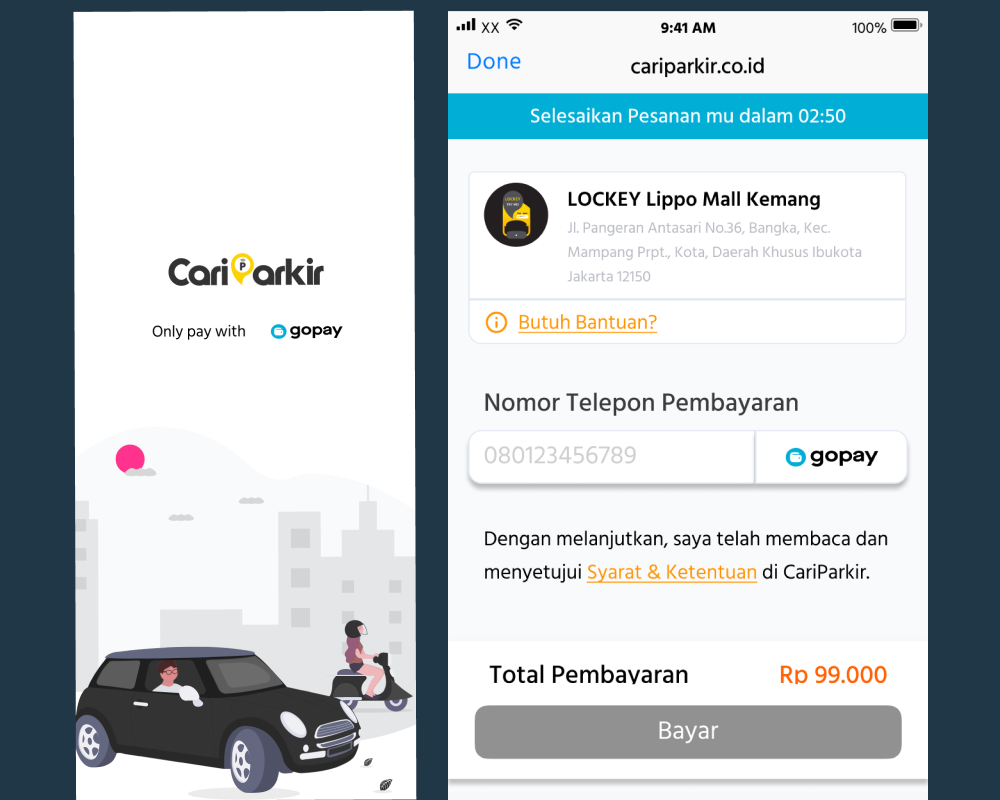 CariParkir
Only pay with gopay
XX 9:41 AM 100%
Done
cariparkir.co.id
Selesaikan Pesanan mu dalam 02:50
LOCKEY
LOCKEY Lippo Mall Kemang
Jl. Pangeran Antasari No.36, Bangka, Kec.
Mampang Prpt., Kota, Daerah Khusus Ibukota
Jakarta 12150
Butuh Bantuan?
Nomor Telepon Pembayaran
080123456789 gopay
Dengan melanjutkan, saya telah membaca dan
menyetujui Syarat & Ketentuan di CariParkir.
Total Pembayaran Rp 99.000
Bayar